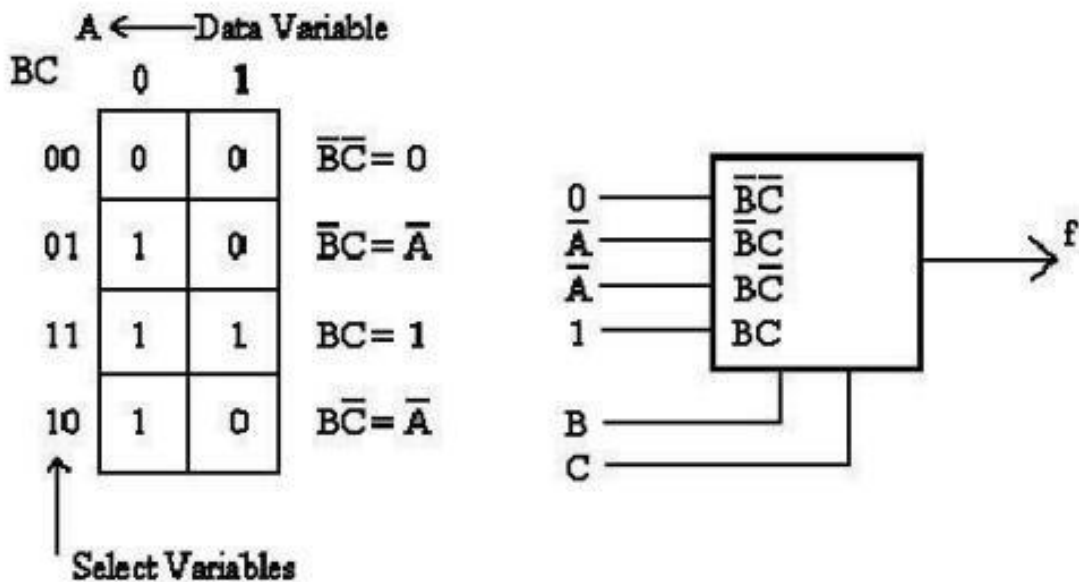 A ← Data Variable
BC 0 1
00 0 0 B̅C̅ = 0
01 1 0 B̅C = A̅
11 1 1 BC = 1
10 1 0 BC̅ = A̅
Select Variables
0 B̅C̅
A̅ B̅C
A̅ BC̅
1 BC
f
B
C